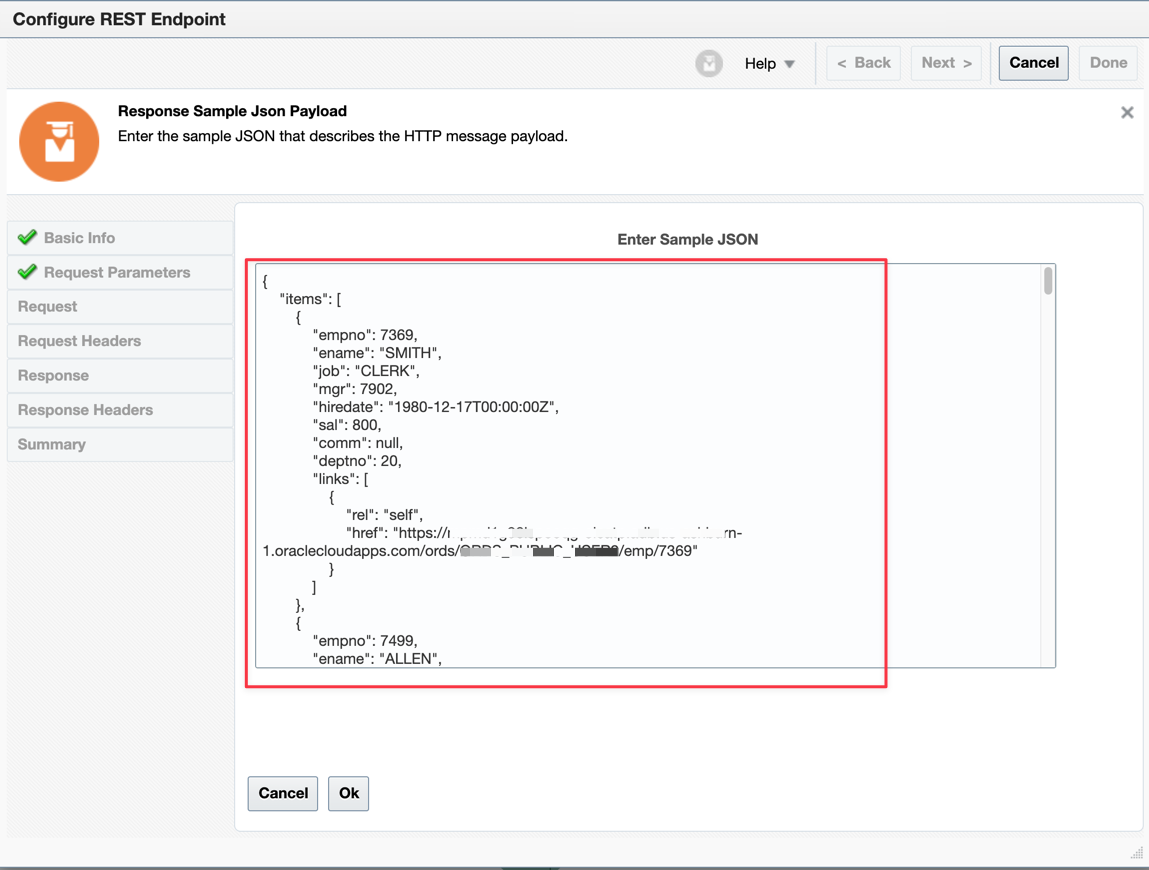 Configure REST Endpoint
Help
< Back
Next >
Cancel
Done
Response Sample Json Payload
Enter the sample JSON that describes the HTTP message payload.
Basic Info
Request Parameters
Request
Request Headers
Response
Response Headers
Summary
Enter Sample JSON
{
"items": [
{
"empno": 7369,
"ename": "SMITH",
"job": "CLERK",
"mgr": 7902,
"hiredate": "1980-12-17T00:00:00Z",
"sal": 800,
"comm": null,
"deptno": 20,
"links": [
{
"rel": "self",
"href": "https://
1.oraclecloudapps.com/ords/ /emp/7369"
}
]
},
{
"empno": 7499,
"ename": "ALLEN",
Cancel
Ok